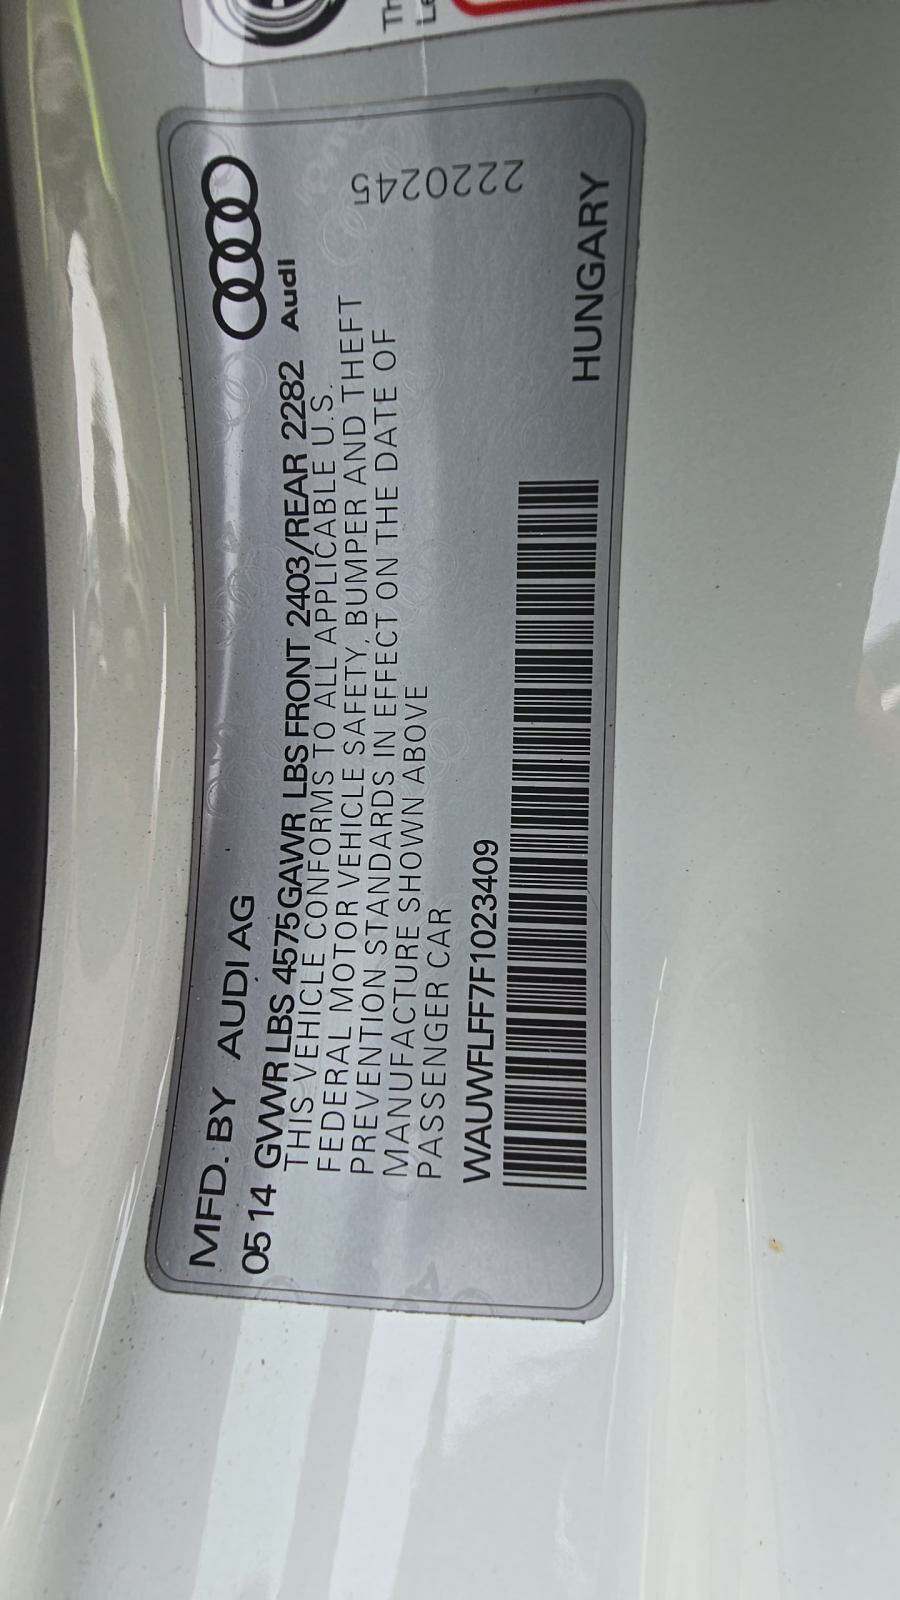 MFD. BY AUDI AG
05 14 GVWR LBS 4575 GAWR LBS FRONT 2403/REAR 2282
Audi
THIS VEHICLE CONFORMS TO ALL APPLICABLE U.S.
FEDERAL MOTOR VEHICLE SAFETY, BUMPER AND THEFT
PREVENTION STANDARDS IN EFFECT ON THE DATE OF
MANUFACTURE SHOWN ABOVE
PASSENGER CAR
2220245
WAUWFLFF7F1023409
HUNGARY